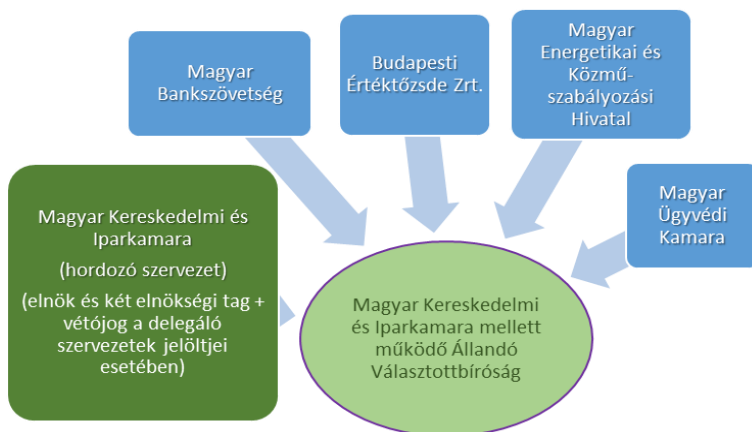 Magyar
Bankszövetség
Budapesti
Értéktőzsde Zrt.
Magyar
Energetikai és
Közmű-
szabályozási
Hivatal
Magyar
Ügyvédi
Kamara
Magyar Kereskedelmi és
Iparkamara
(hordozó szervezet)
(elnök és két elnökségi tag +
vétójog a delegáló
szervezetek jelöltjei
esetében)
Magyar Kereskedelmi
és Iparkamara mellett
működő Állandó
Választottbíróság